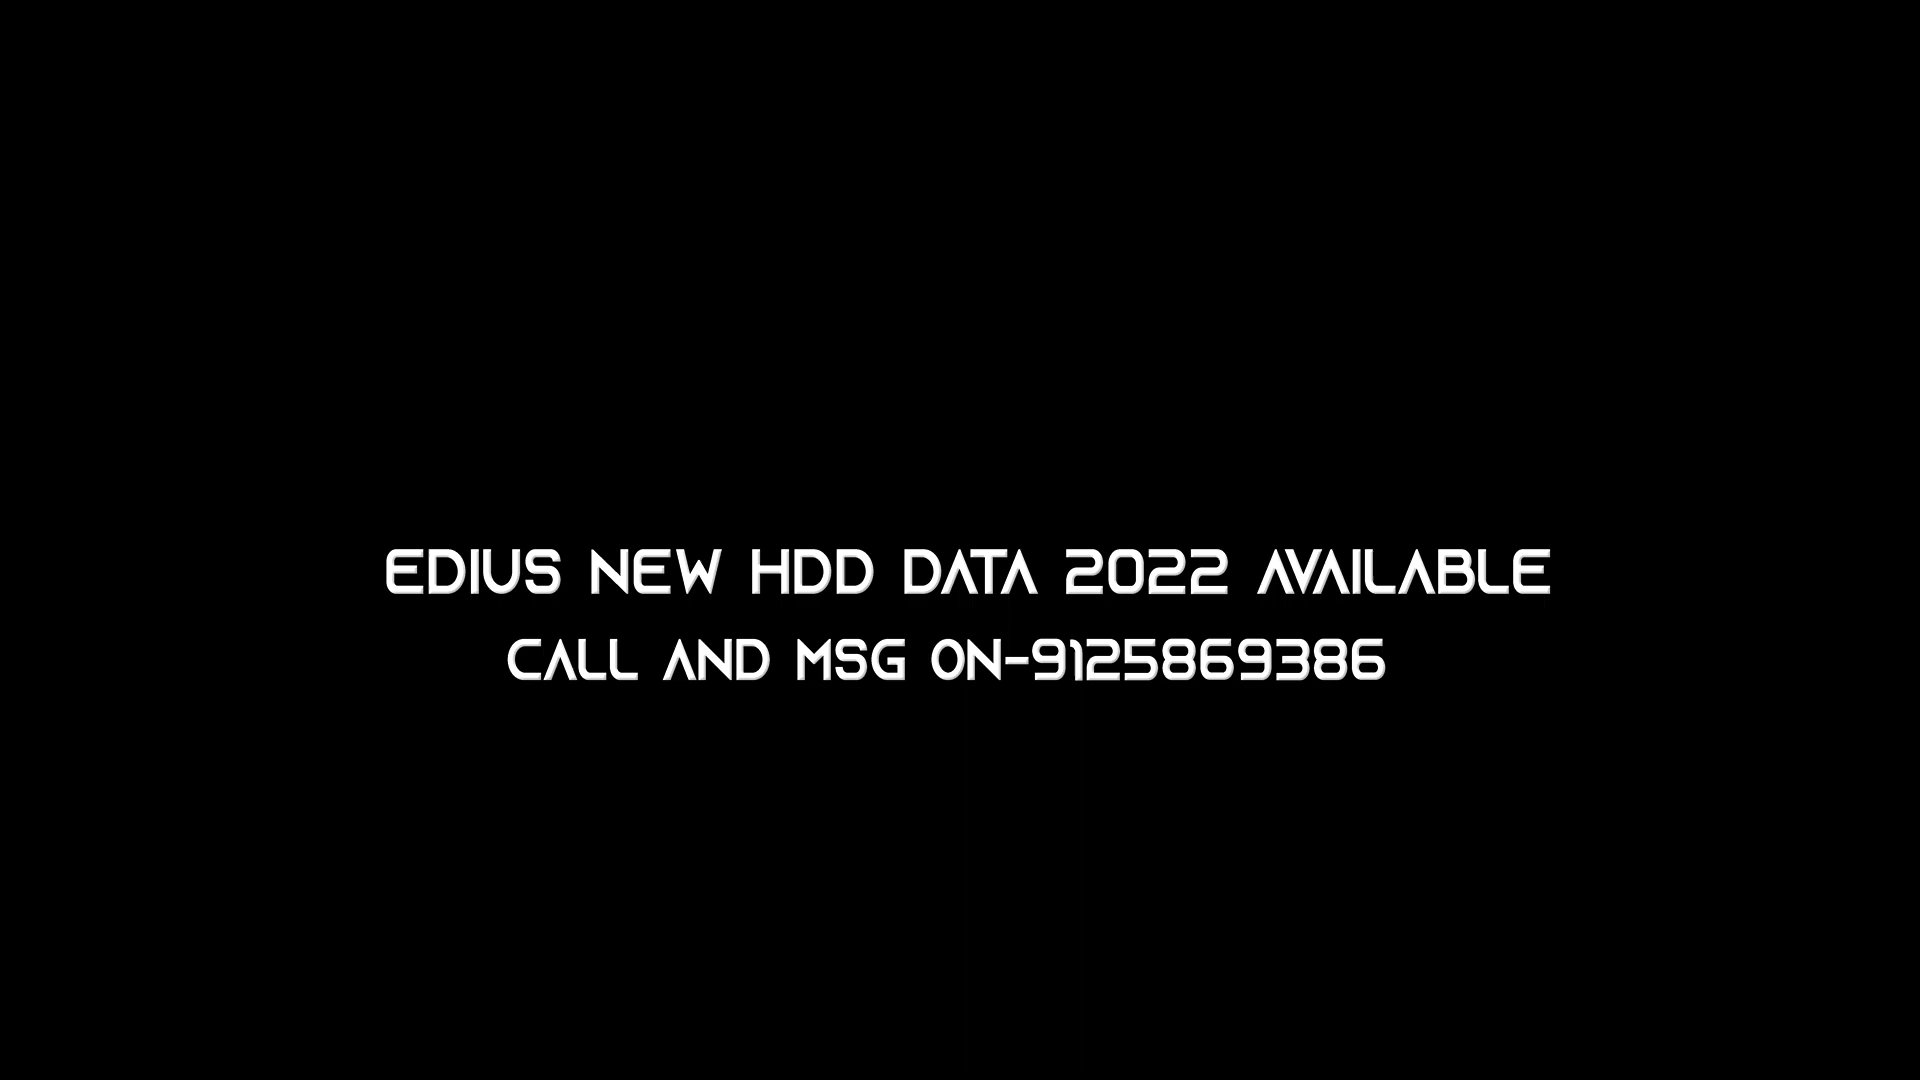 EDIUS NEW HDD DATA 2022 AVAILABLE
CALL AND MSG ON-9125869386